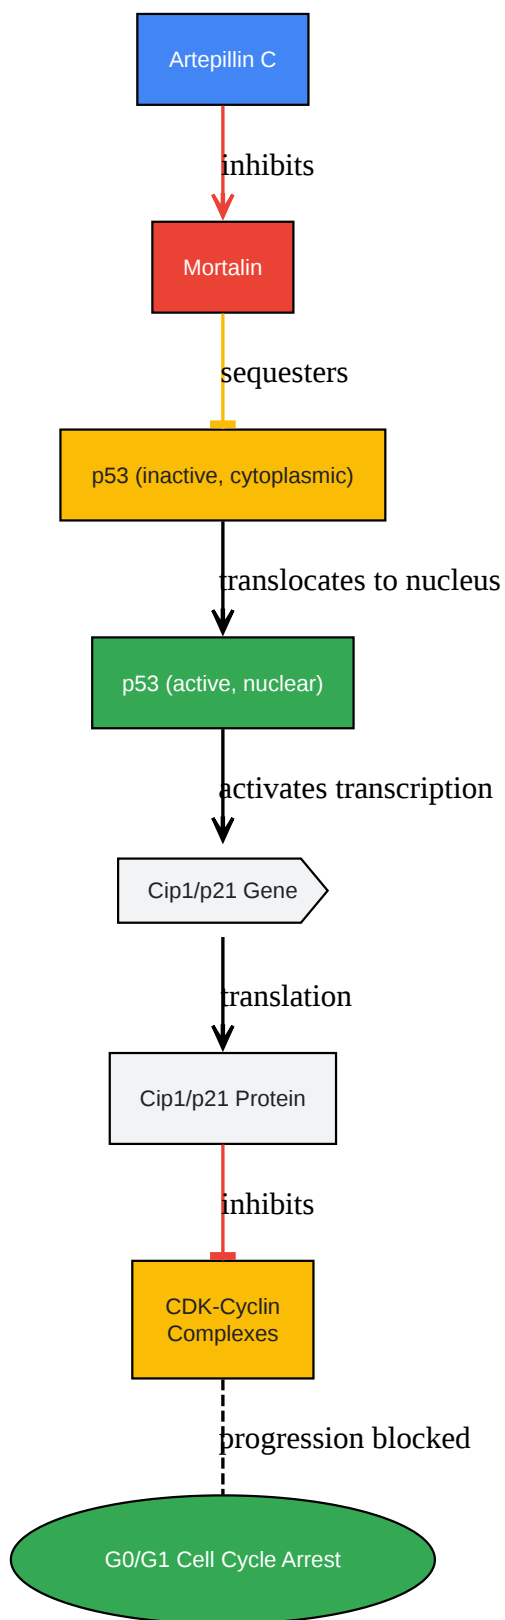 Artepillin C
inhibits
Mortalin
sequesters
p53 (inactive, cytoplasmic)
translocates to nucleus
p53 (active, nuclear)
activates transcription
Cip1/p21 Gene
translation
Cip1/p21 Protein
inhibits
CDK-Cyclin
Complexes
progression blocked
G0/G1 Cell Cycle Arrest